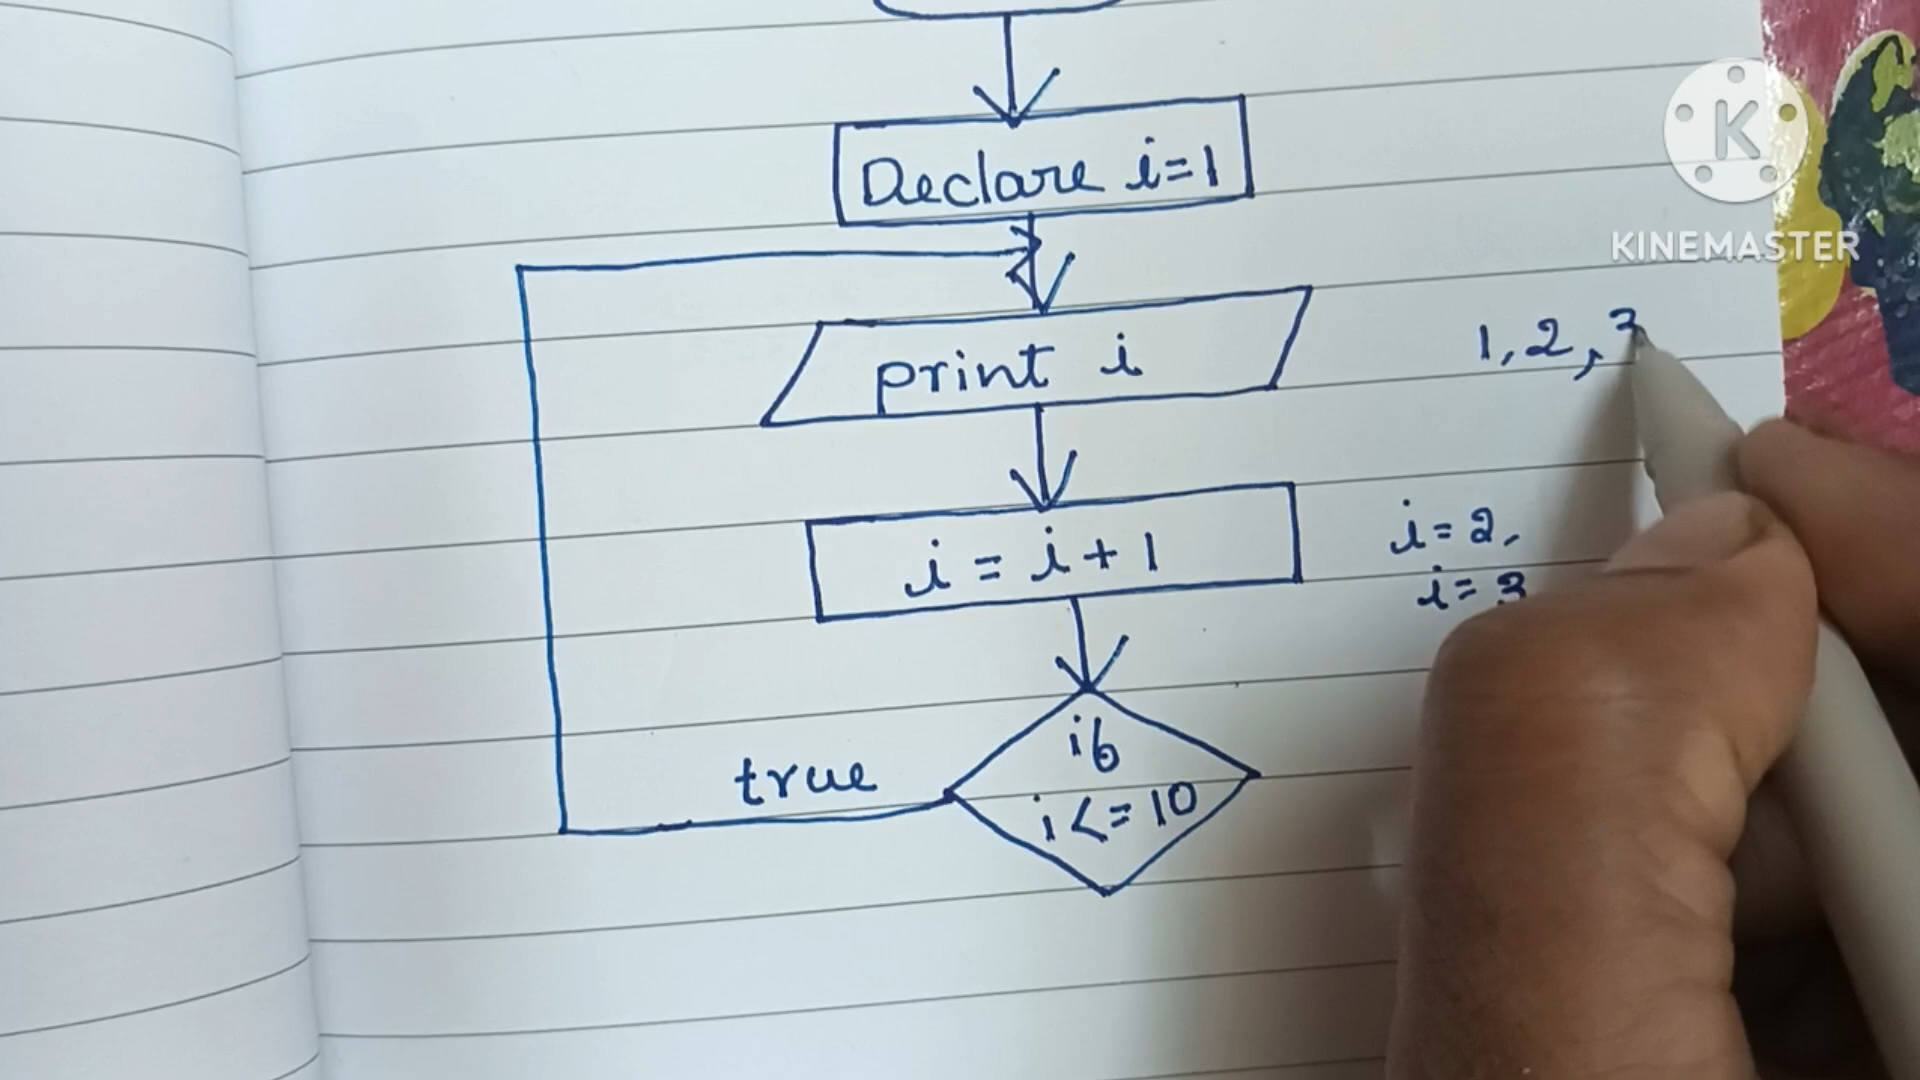 Declare i=1
print i
1, 2, 3
i = i + 1
i = 2,
i = 3
if
i <= 10
true
K
KINEMASTER